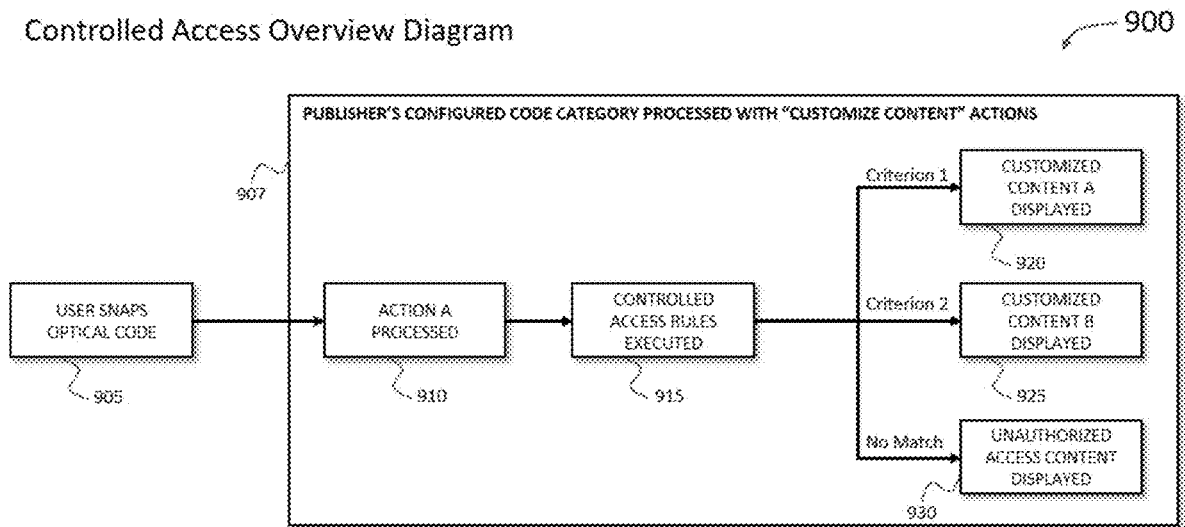 Controlled Access Overview Diagram
900
PUBLISHER'S CONFIGURED CODE CATEGORY PROCESSED WITH "CUSTOMIZE CONTENT" ACTIONS
907
Criterion 1
CUSTOMIZED
CONTENT A
DISPLAYED
920
USER SNAPS
OPTICAL CODE
905
ACTION A
PROCESSED
910
CONTROLLED
ACCESS RULES
EXECUTED
915
Criterion 2
CUSTOMIZED
CONTENT B
DISPLAYED
925
No Match
UNAUTHORIZED
ACCESS CONTENT
DISPLAYED
930